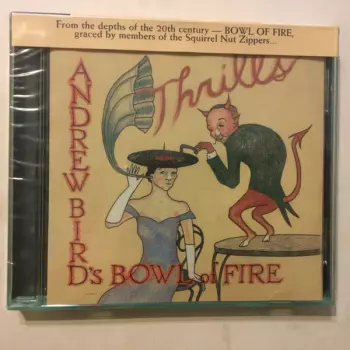 From the depths of the 20th century — BOWL OF FIRE,
graced by members of the Squirrel Nut Zippers...
Thrills
ANDREW BIRD's BOWL of FIRE